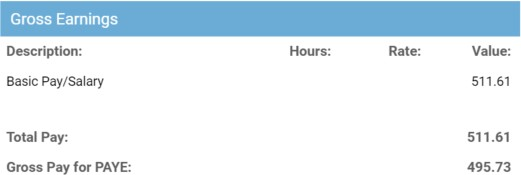 Gross Earnings
Description: Hours: Rate: Value:
Basic Pay/Salary 511.61
Total Pay: 511.61
Gross Pay for PAYE: 495.73